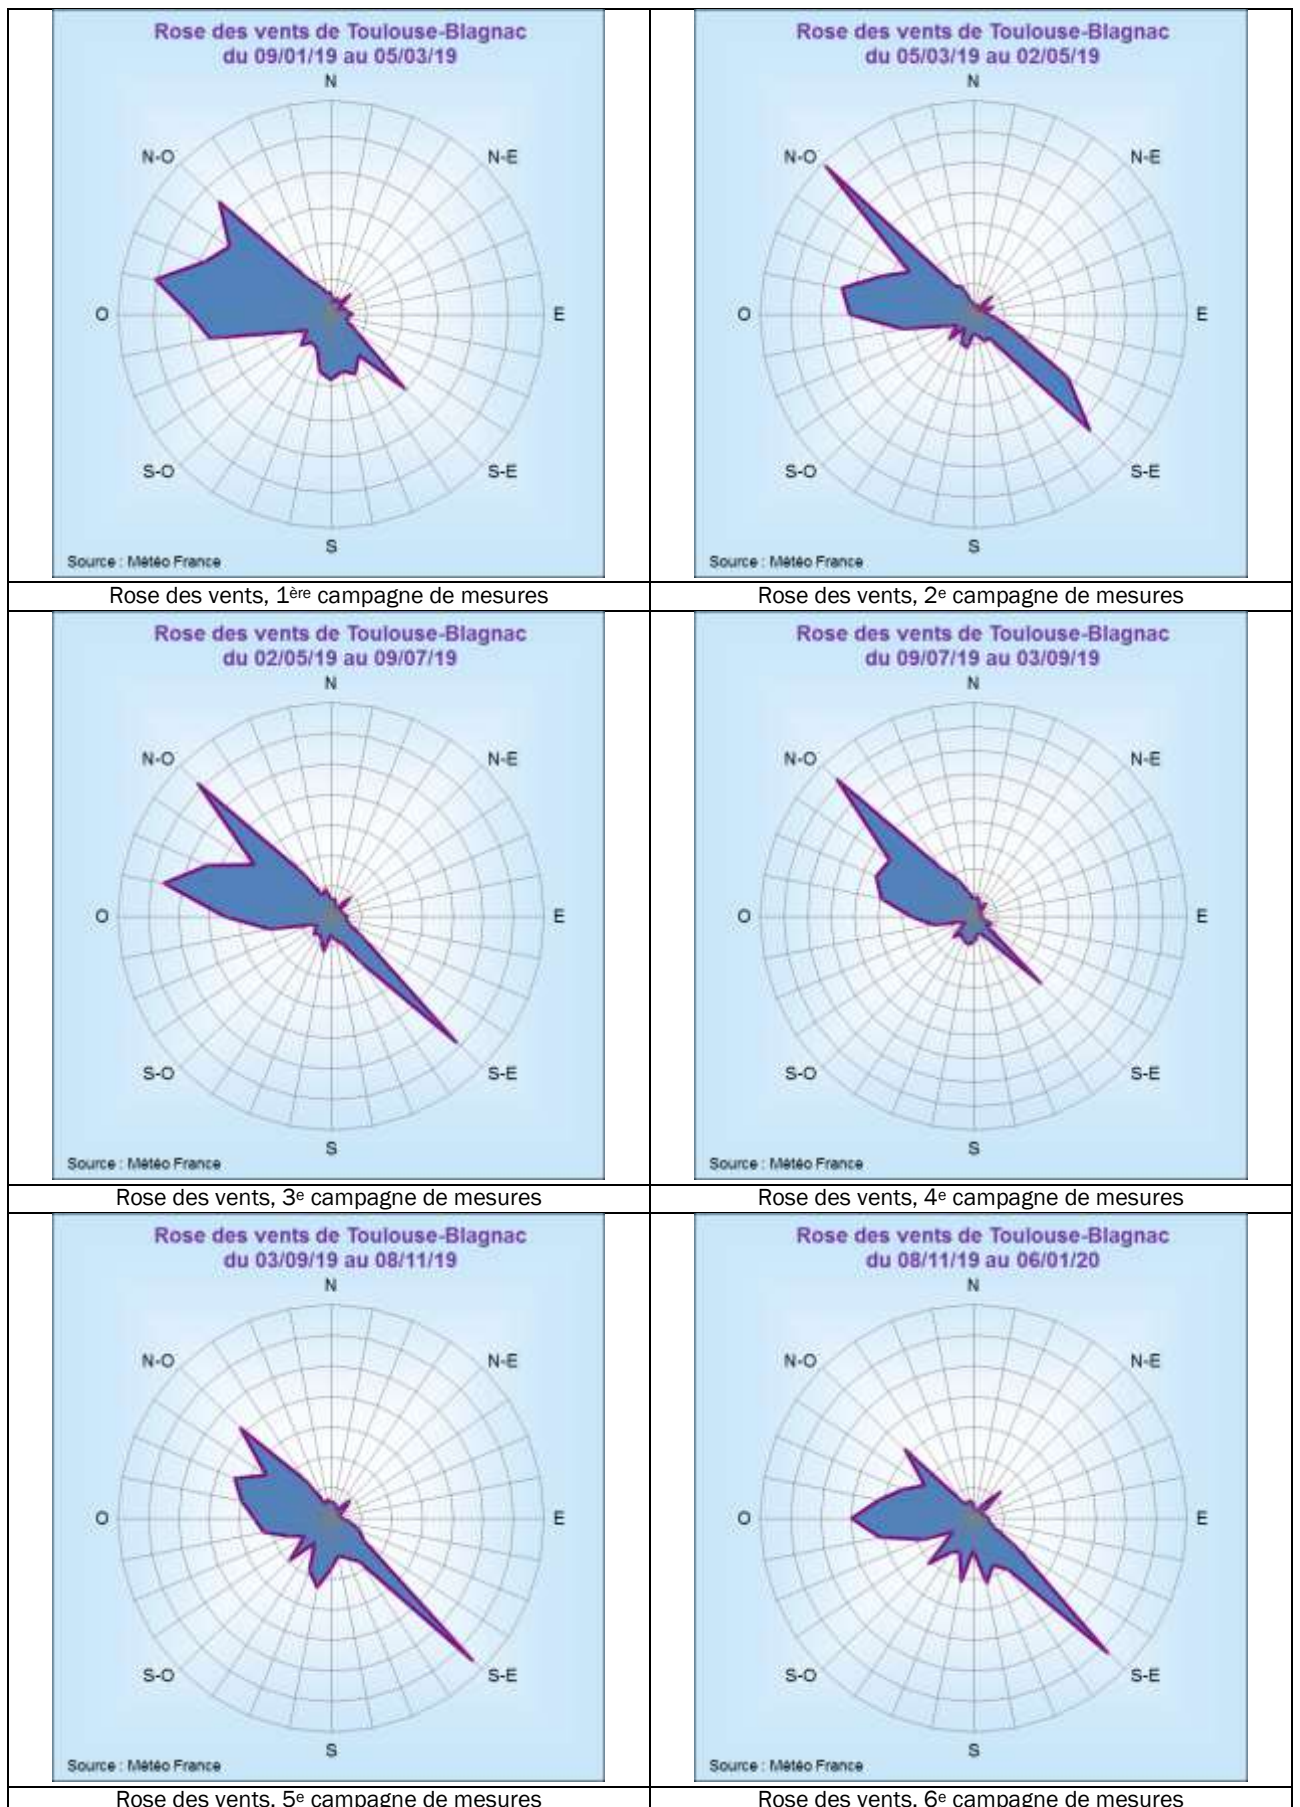 Rose des vents de Toulouse-Blagnac
du 09/01/19 au 05/03/19
N
N-O
N-E
O
E
S-O
S-E
S
Source : Météo France
Rose des vents, 1ère campagne de mesures
Rose des vents de Toulouse-Blagnac
du 05/03/19 au 02/05/19
N
N-O
N-E
O
E
S-O
S-E
S
Source : Météo France
Rose des vents, 2e campagne de mesures
Rose des vents de Toulouse-Blagnac
du 02/05/19 au 09/07/19
N
N-O
N-E
O
E
S-O
S-E
S
Source : Météo France
Rose des vents, 3e campagne de mesures
Rose des vents de Toulouse-Blagnac
du 09/07/19 au 03/09/19
N
N-O
N-E
O
E
S-O
S-E
S
Source : Météo France
Rose des vents, 4e campagne de mesures
Rose des vents de Toulouse-Blagnac
du 03/09/19 au 08/11/19
N
N-O
N-E
O
E
S-O
S-E
S
Source : Météo France
Rose des vents, 5e campagne de mesures
Rose des vents de Toulouse-Blagnac
du 08/11/19 au 06/01/20
N
N-O
N-E
O
E
S-O
S-E
S
Source : Météo France
Rose des vents, 6e campagne de mesures